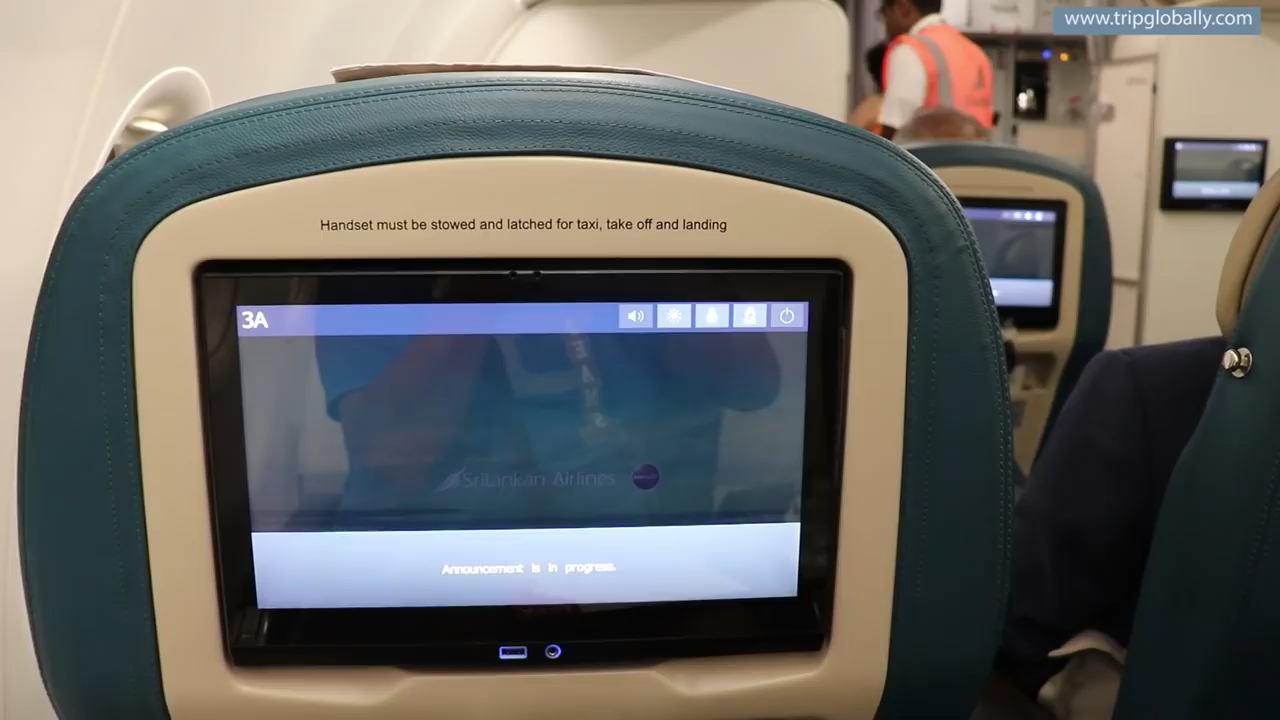 www.tripglobally.com
Handset must be stowed and latched for taxi, take off and landing
3A
SriLankan Airlines
Announcement is in progress.